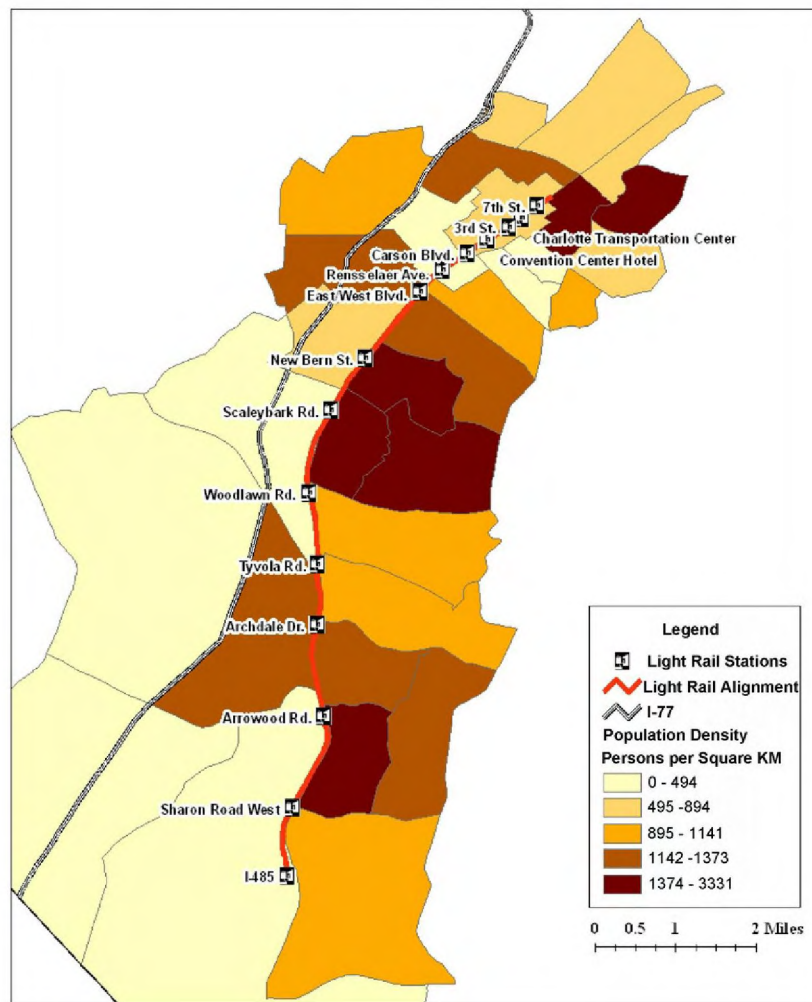 7th St.
3rd St.
Charlotte Transportation Center
Carson Blvd.
Convention Center Hotel
Rensselaer Ave.
East West Blvd.
New Bern St.
Scaleybark Rd.
Woodlawn Rd.
Tyvola Rd.
Archdale Dr.
Arrowood Rd.
Sharon Road West
I-485
Legend
Light Rail Stations
Light Rail Alignment
I-77
Population Density
Persons per Square KM
0 - 494
495 -894
895 - 1141
1142 -1373
1374 - 3331
0 0.5 1 2 Miles